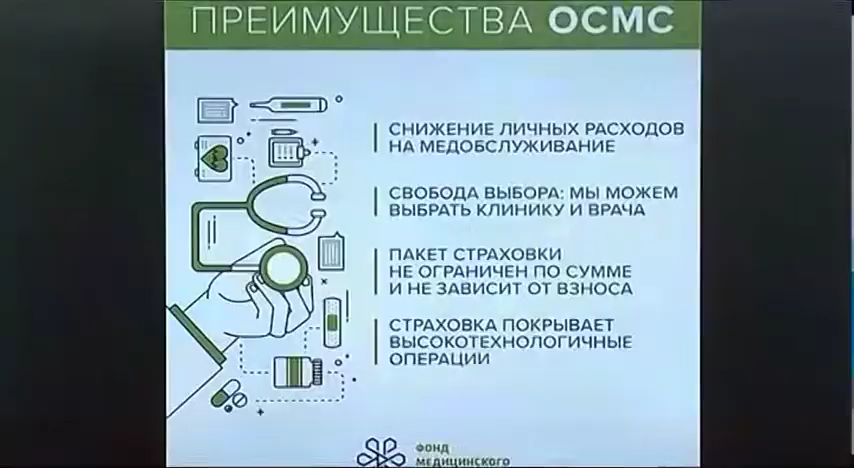 ПРЕИМУЩЕСТВА ОСМС
СНИЖЕНИЕ ЛИЧНЫХ РАСХОДОВ
НА МЕДОБСЛУЖИВАНИЕ
СВОБОДА ВЫБОРА: МЫ МОЖЕМ
ВЫБРАТЬ КЛИНИКУ И ВРАЧА
ПАКЕТ СТРАХОВКИ
НЕ ОГРАНИЧЕН ПО СУММЕ
И НЕ ЗАВИСИТ ОТ ВЗНОСА
СТРАХОВКА ПОКРЫВАЕТ
ВЫСОКОТЕХНОЛОГИЧНЫЕ
ОПЕРАЦИИ
ФОНД
МЕДИЦИНСКОГО